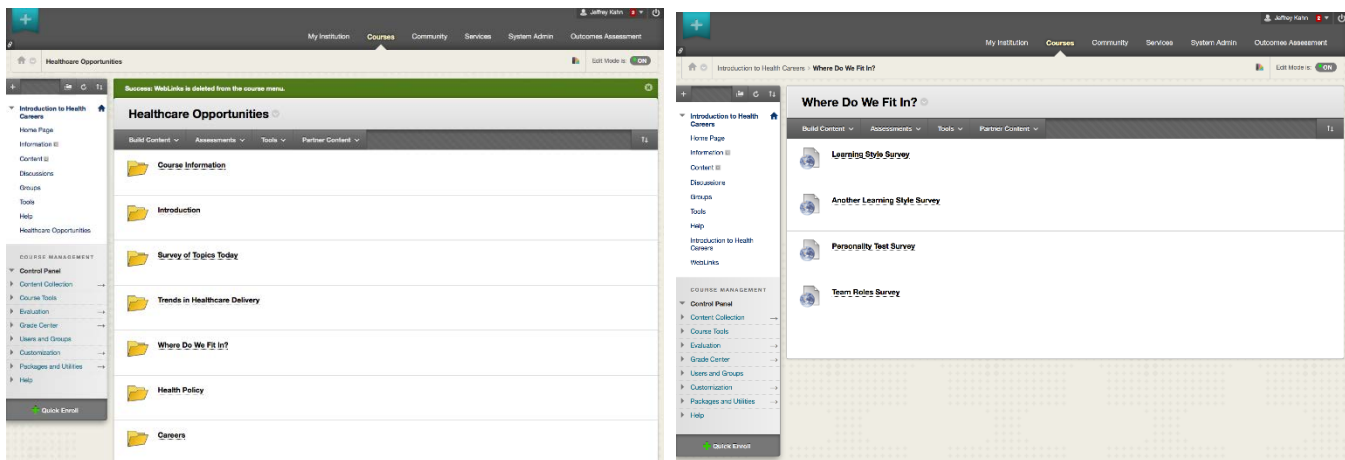 Jeffrey Kahn
My Institution Courses Community Services System Admin Outcomes Assessment
Healthcare Opportunities
Edit Mode is: ON
Success: WebLinks is deleted from the course menu.
Introduction to Health Careers
Home Page
Information
Content
Discussions
Groups
Tools
Help
Healthcare Opportunities
COURSE MANAGEMENT
Control Panel
Content Collection
Course Tools
Evaluation
Grade Center
Users and Groups
Customization
Packages and Utilities
Help
Quick Enroll
Healthcare Opportunities
Build Content Assessments Tools Partner Content
Course Information
Introduction
Survey of Topics Today
Trends in Healthcare Delivery
Where Do We Fit In?
Health Policy
Careers
Jeffrey Kahn
My Institution Courses Community Services System Admin Outcomes Assessment
Introduction to Health Careers Where Do We Fit In?
Edit Mode is: ON
Introduction to Health Careers
Home Page
Information
Content
Discussions
Groups
Tools
Help
Introduction to Health Careers
WebLinks
COURSE MANAGEMENT
Control Panel
Content Collection
Course Tools
Evaluation
Grade Center
Users and Groups
Customization
Packages and Utilities
Help
Quick Enroll
Where Do We Fit In?
Build Content Assessments Tools Partner Content
Learning Style Survey
Another Learning Style Survey
Personality Test Survey
Team Roles Survey